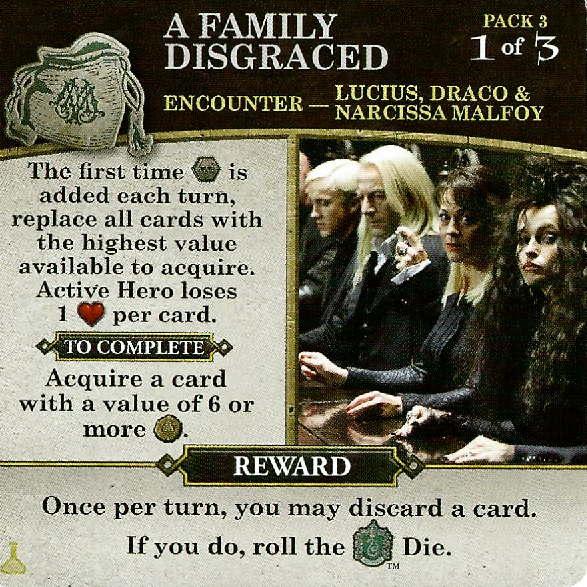 A FAMILY
DISGRACED
PACK 3
1 of 3
ENCOUNTER — LUCIUS, DRACO &
NARCISSA MALFOY
The first time is
added each turn,
replace all cards with
the highest value
available to acquire.
Active Hero loses
1 per card.
TO COMPLETE
Acquire a card
with a value of 6 or
more .
REWARD
Once per turn, you may discard a card.
If you do, roll the Die.
TM